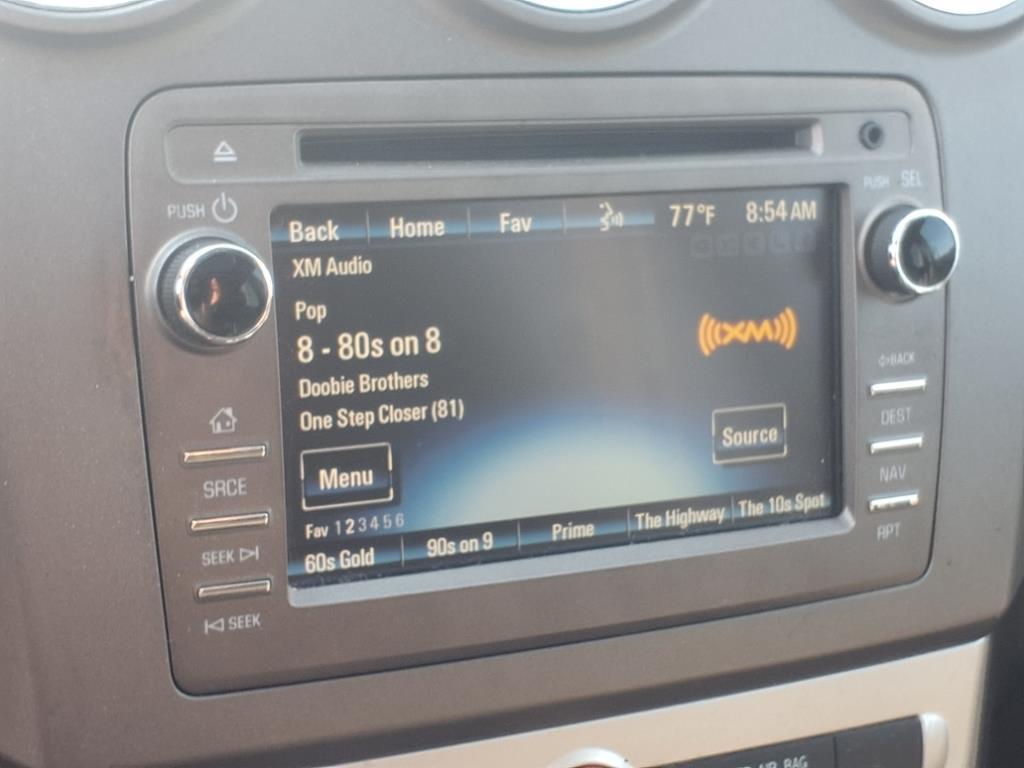 PUSH
PUSH SEL
Back Home Fav 77°F 8:54 AM
XM Audio
Pop
8 - 80s on 8
XM
Doobie Brothers
One Step Closer (81)
Menu
Source
Fav 1 2 3 4 5 6
60s Gold 90s on 9 Prime The Highway The 10s Spot
SRCE
SEEK
SEEK
BACK
DEST
NAV
RPT
AIR BAG